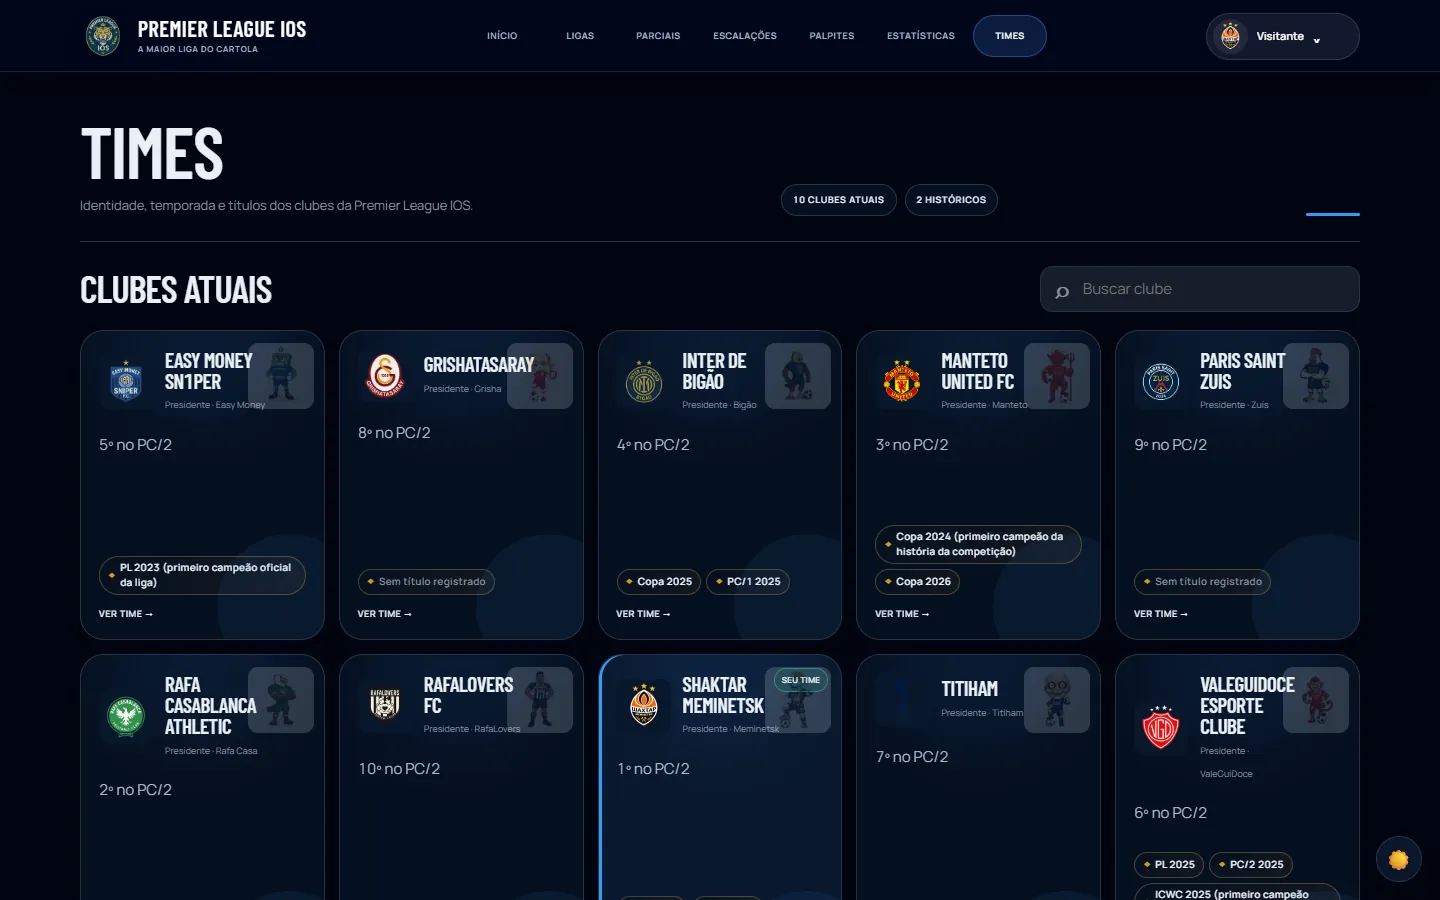 PREMIER LEAGUE IOS
A MAIOR LIGA DO CARTOLA
INÍCIO
LIGAS
PARCIAIS
ESCALAÇÕES
PALPITES
ESTATÍSTICAS
TIMES
Visitante
TIMES
Identidade, temporada e títulos dos clubes da Premier League IOS.
10 CLUBES ATUAIS
2 HISTÓRICOS
CLUBES ATUAIS
Buscar clube
EASY MONEY
SN1PER
Presidente · Easy Money
5º no PC/2
PL 2023 (primeiro campeão oficial
da liga)
VER TIME →
GRISHATASARAY
Presidente · Grisha
8º no PC/2
Sem título registrado
VER TIME →
INTER DE
BIGÃO
Presidente · Bigão
4º no PC/2
Copa 2025
PC/1 2025
VER TIME →
MANTETO
UNITED FC
Presidente · Manteto
3º no PC/2
Copa 2024 (primeiro campeão da
história da competição)
Copa 2026
VER TIME →
PARIS SAINT
ZUIS
Presidente · Zuis
9º no PC/2
Sem título registrado
VER TIME →
RAFA
CASABLANCA
ATHLETIC
Presidente · Rafa Casa
2º no PC/2
RAFALOVERS
FC
Presidente · RafaLovers
10º no PC/2
SEU TIME
SHAKTAR
MEMINETSK
Presidente · Meminetsk
1º no PC/2
TITIHAM
Presidente · Titiham
7º no PC/2
VALEGUIDOCE
ESPORTE
CLUBE
Presidente ·
ValeGuiDoce
6º no PC/2
PL 2025
PC/2 2025
ICWC 2025 (primeiro campeão